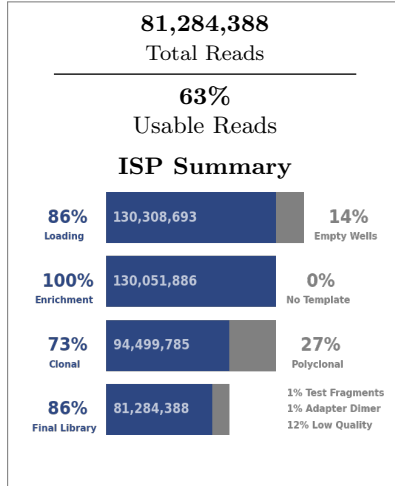 81,284,388
Total Reads
63%
Usable Reads
ISP Summary
86%
Loading
130,308,693
14%
Empty Wells
100%
Enrichment
130,051,886
0%
No Template
73%
Clonal
94,499,785
27%
Polyclonal
86%
Final Library
81,284,388
1% Test Fragments
1% Adapter Dimer
12% Low Quality